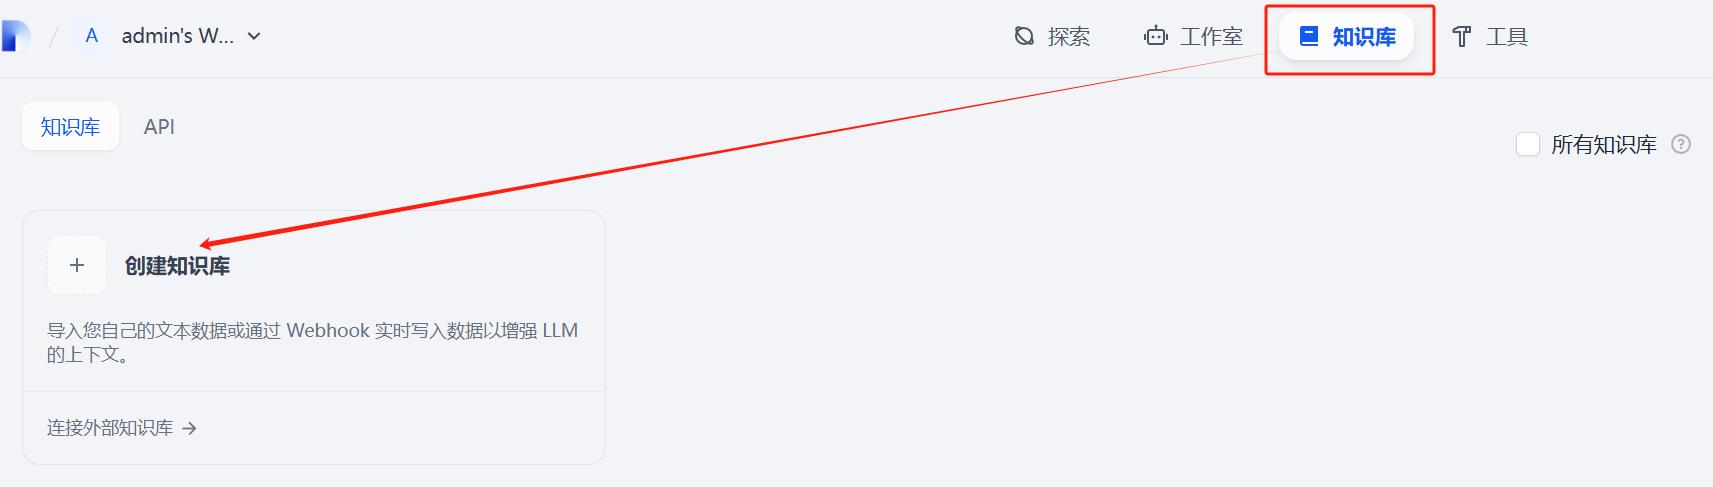 A admin's W...
探索
工作室
知识库
工具
知识库
API
所有知识库
创建知识库
导入您自己的文本数据或通过 Webhook 实时写入数据以增强 LLM
的上下文。
连接外部知识库 →